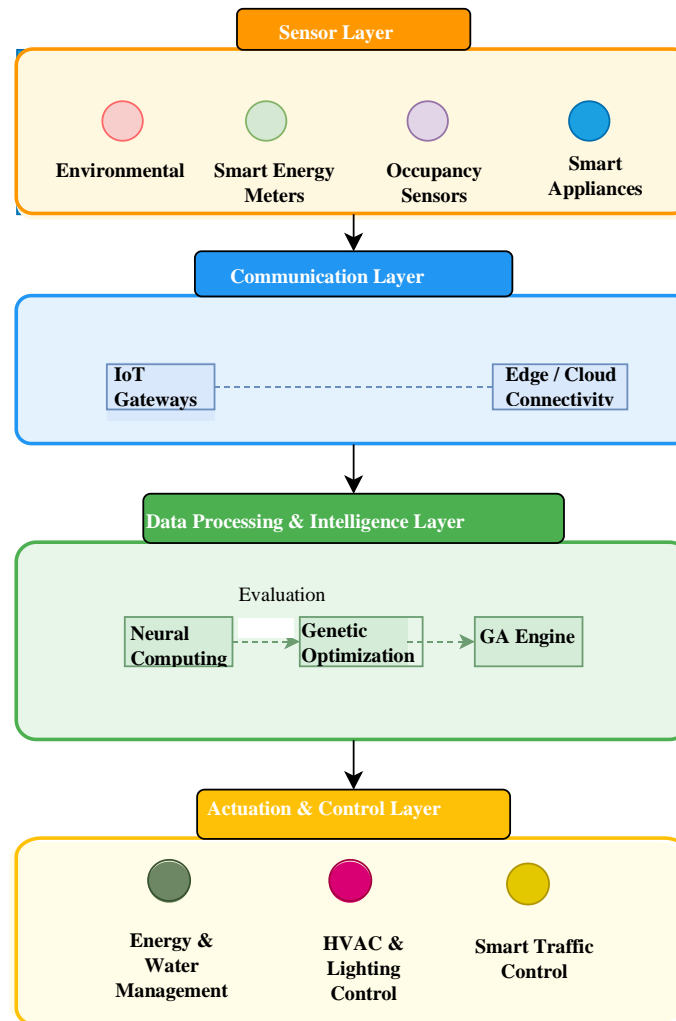 Sensor Layer
Environmental
Smart Energy
Meters
Occupancy
Sensors
Smart
Appliances
Communication Layer
IoT
Gateways
Edge / Cloud
Connectivity
Data Processing & Intelligence Layer
Evaluation
Neural
Computing
Genetic
Optimization
GA Engine
Actuation & Control Layer
Energy &
Water
Management
HVAC &
Lighting
Control
Smart Traffic
Control